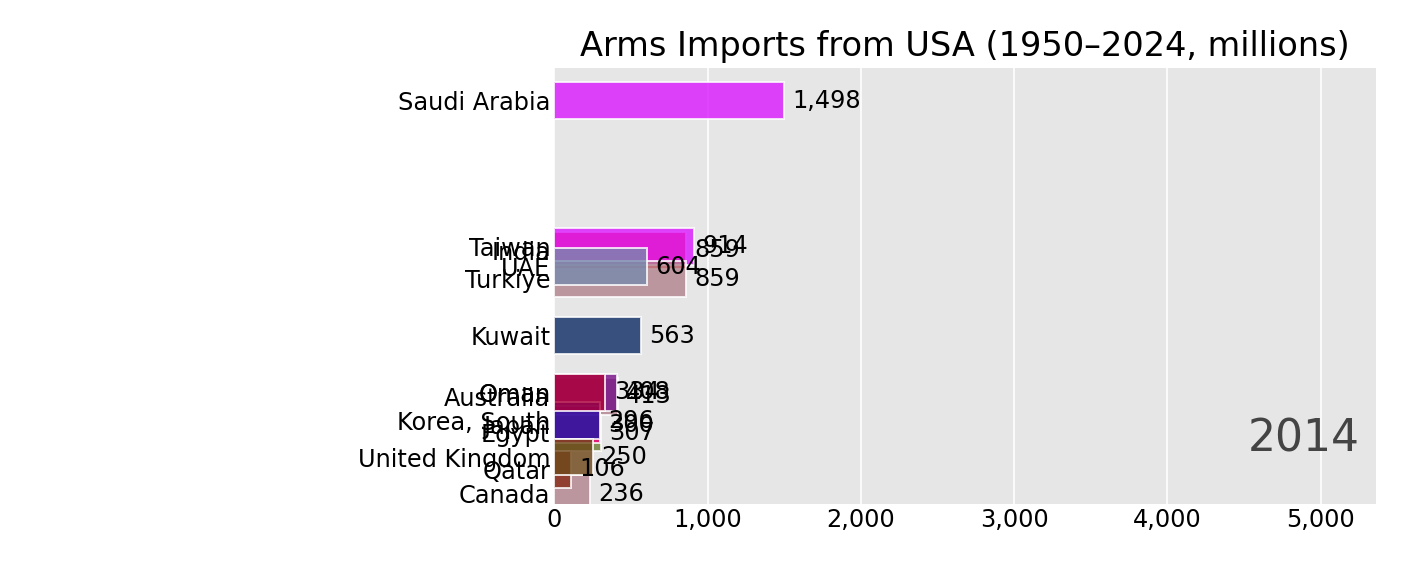 Arms Imports from USA (1950–2024, millions)
Saudi Arabia 1,498
Taiwan 914
India 859
UAE 604
Turkiye 859
Kuwait 563
Oman
Australia 413
Korea, South
Japan
Egypt 307
United Kingdom 250
Qatar 106
Canada 236
2014
0 1,000 2,000 3,000 4,000 5,000